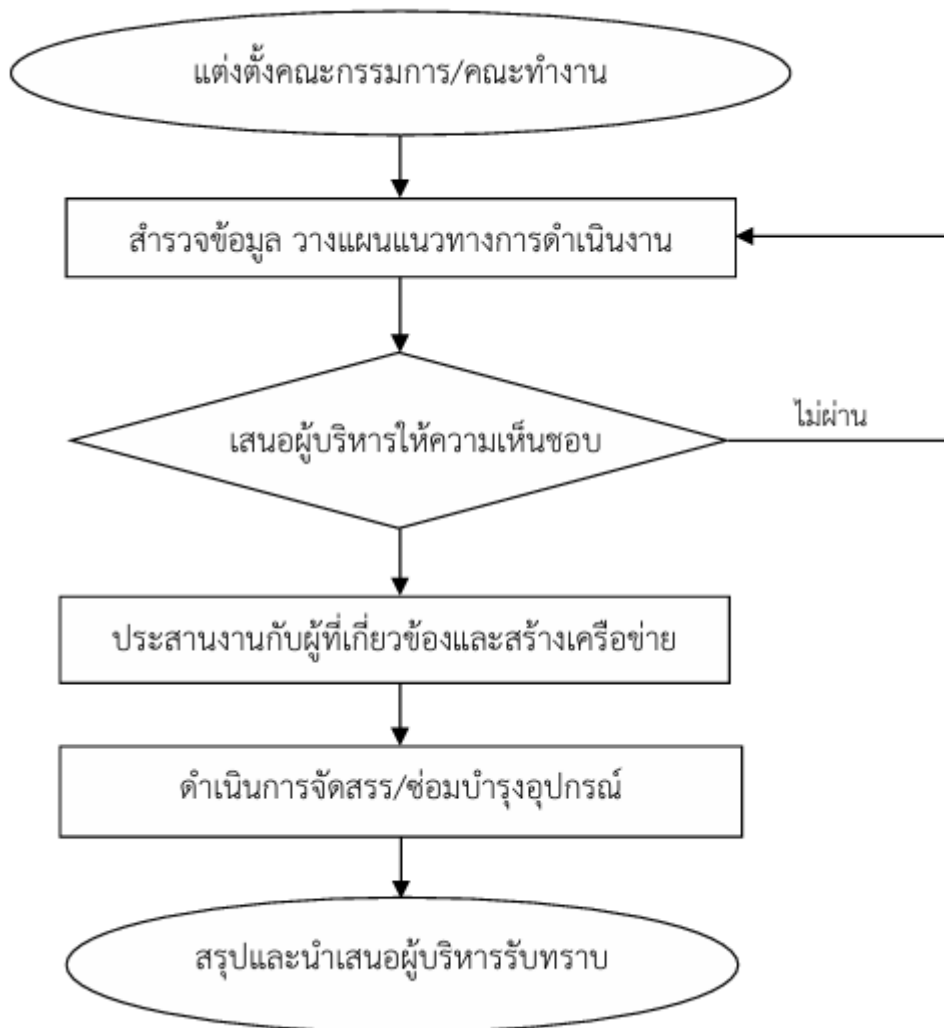 แต่งตั้งคณะกรรมการ/คณะทำงาน
สำรวจข้อมูล วางแผนแนวทางการดำเนินงาน
เสนอผู้บริหารให้ความเห็นชอบ
ไม่ผ่าน
ประสานงานกับผู้ที่เกี่ยวข้องและสร้างเครือข่าย
ดำเนินการจัดสรร/ซ่อมบำรุงอุปกรณ์
สรุปและนำเสนอผู้บริหารรับทราบ